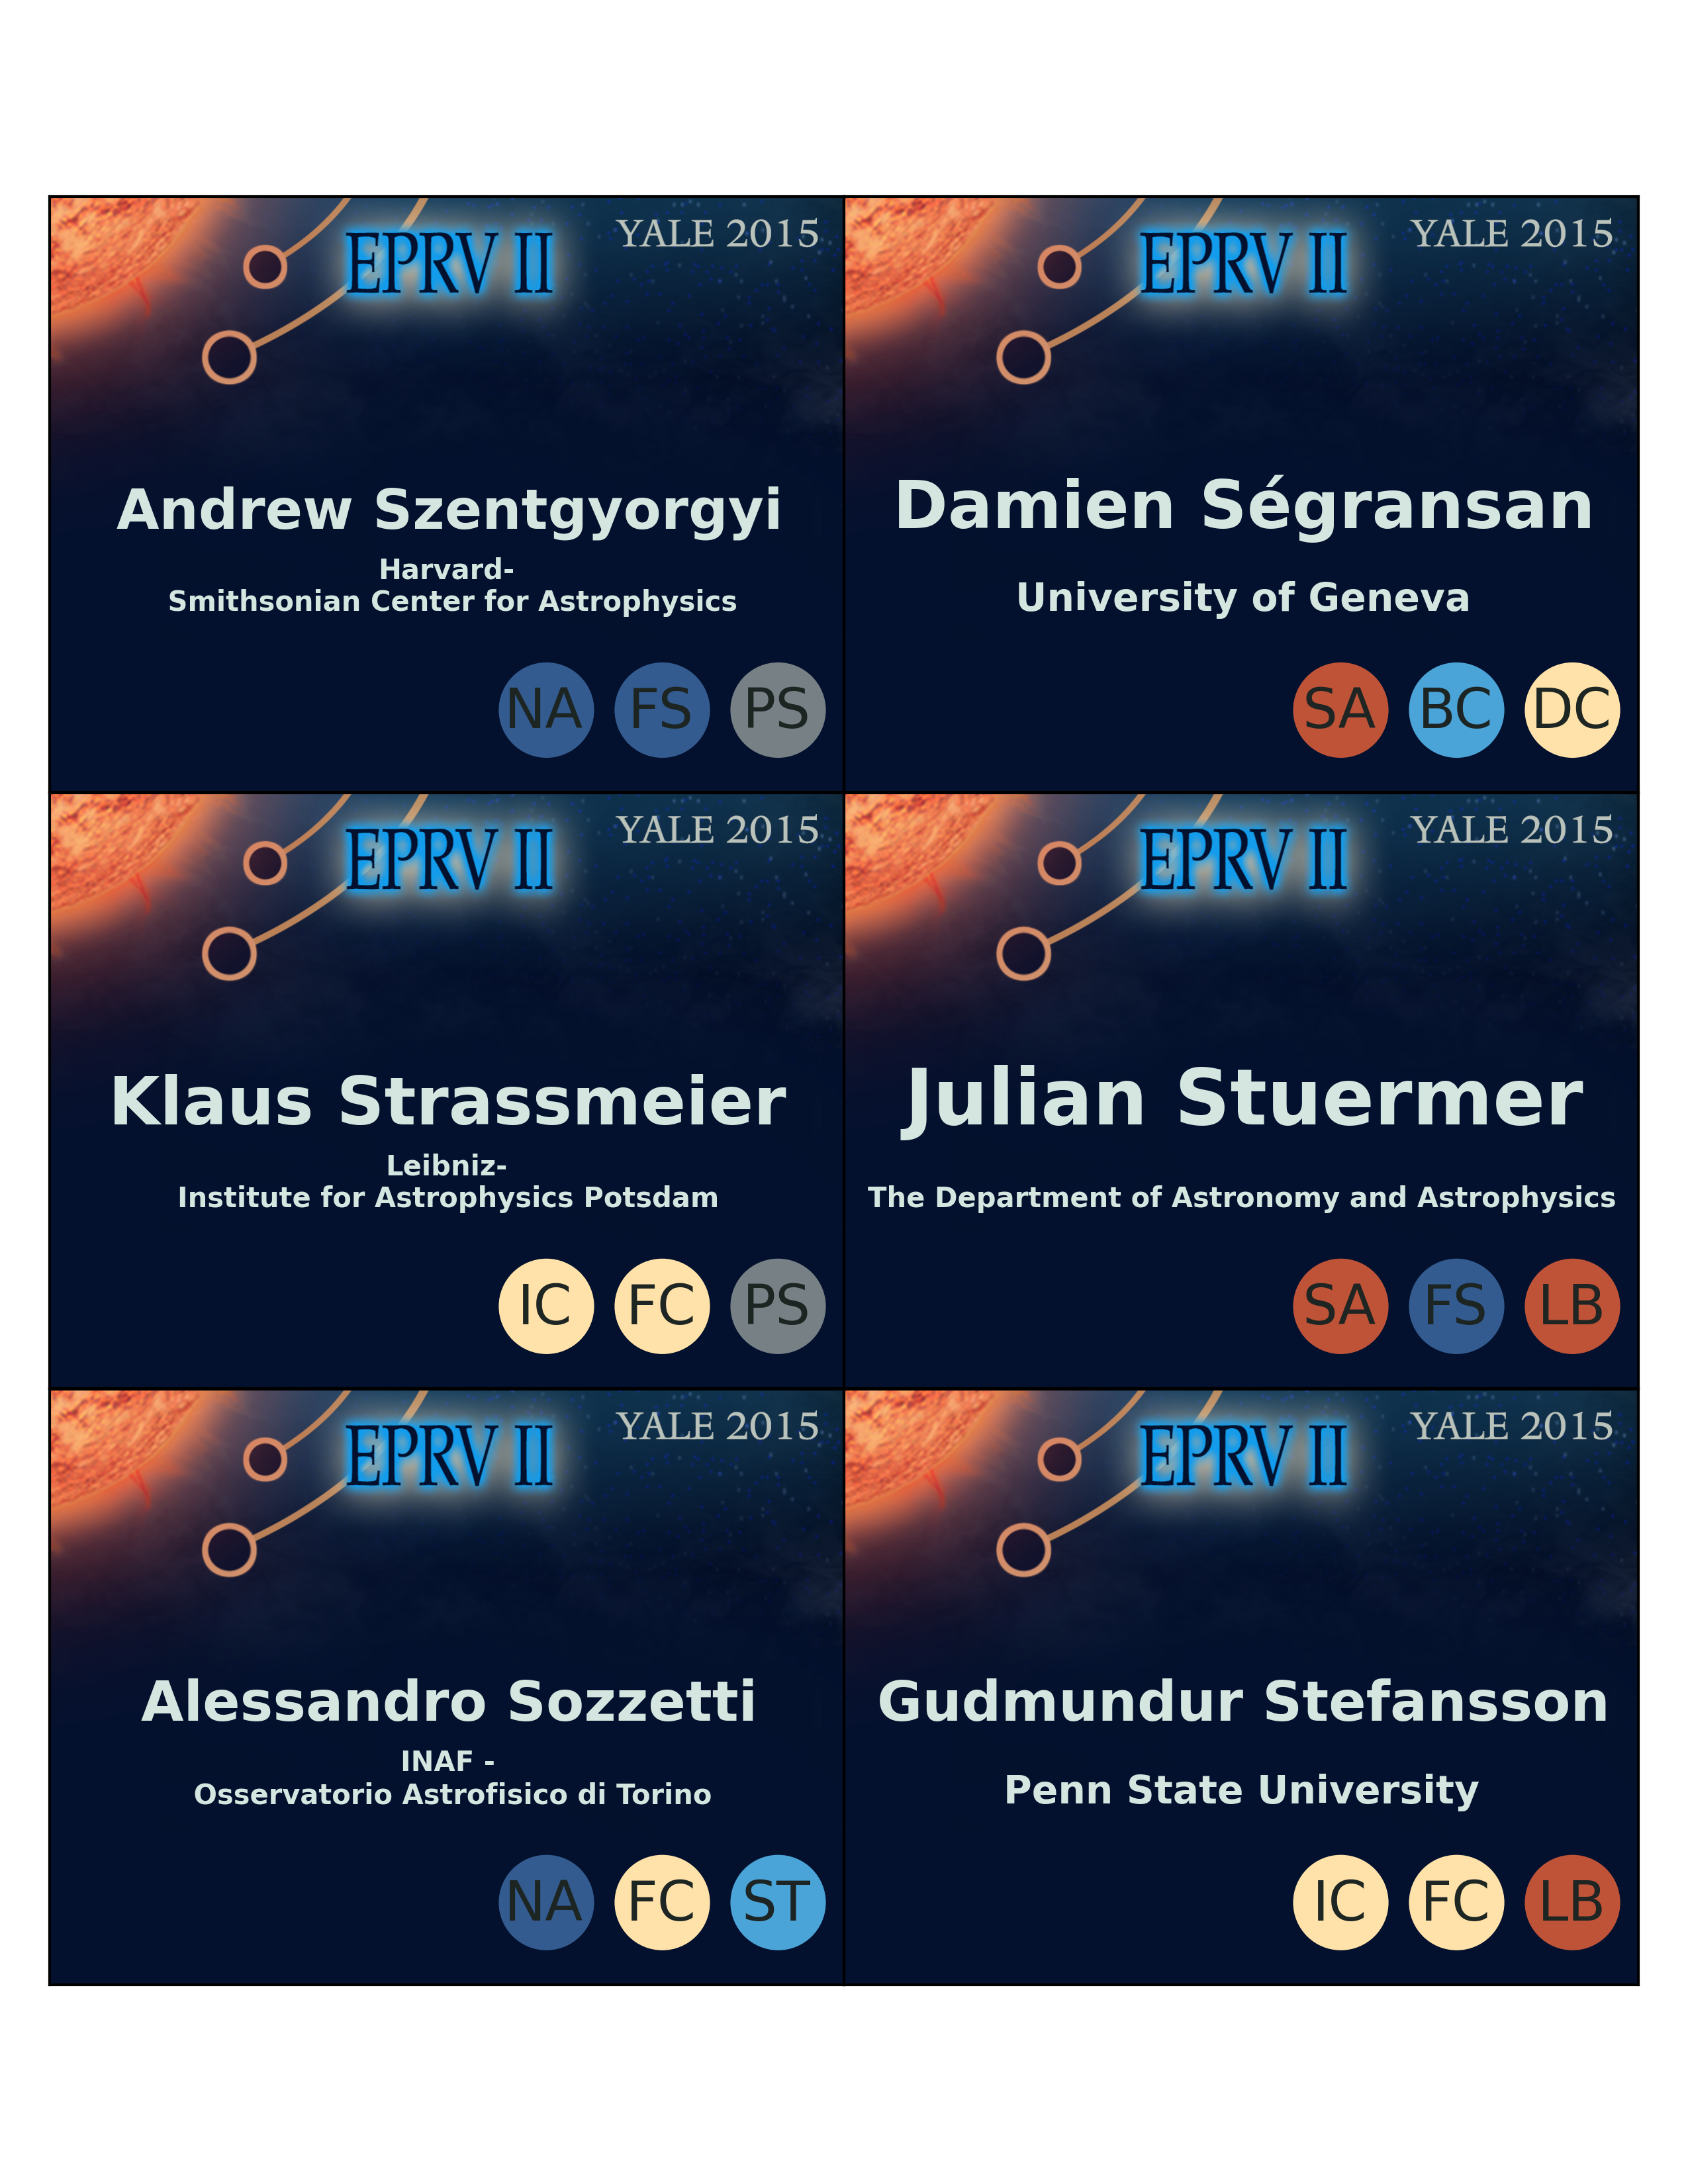 EPRV II
YALE 2015
Andrew Szentgyorgyi
Harvard-
Smithsonian Center for Astrophysics
NA FS PS
EPRV II
YALE 2015
Damien Ségransan
University of Geneva
SA BC DC
EPRV II
YALE 2015
Klaus Strassmeier
Leibniz-
Institute for Astrophysics Potsdam
IC FC PS
EPRV II
YALE 2015
Julian Stuermer
The Department of Astronomy and Astrophysics
SA FS LB
EPRV II
YALE 2015
Alessandro Sozzetti
INAF -
Osservatorio Astrofisico di Torino
NA FC ST
EPRV II
YALE 2015
Gudmundur Stefansson
Penn State University
IC FC LB